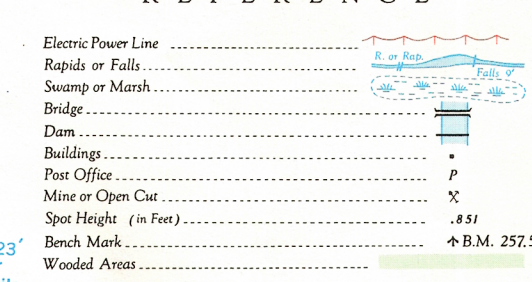 REFERENCE
Electric Power Line
Rapids or Falls R. or Rap. Falls 9'
Swamp or Marsh
Bridge
Dam
Buildings
Post Office P
Mine or Open Cut
Spot Height (in Feet) .851
23' Bench Mark B.M. 257.5
Wooded Areas